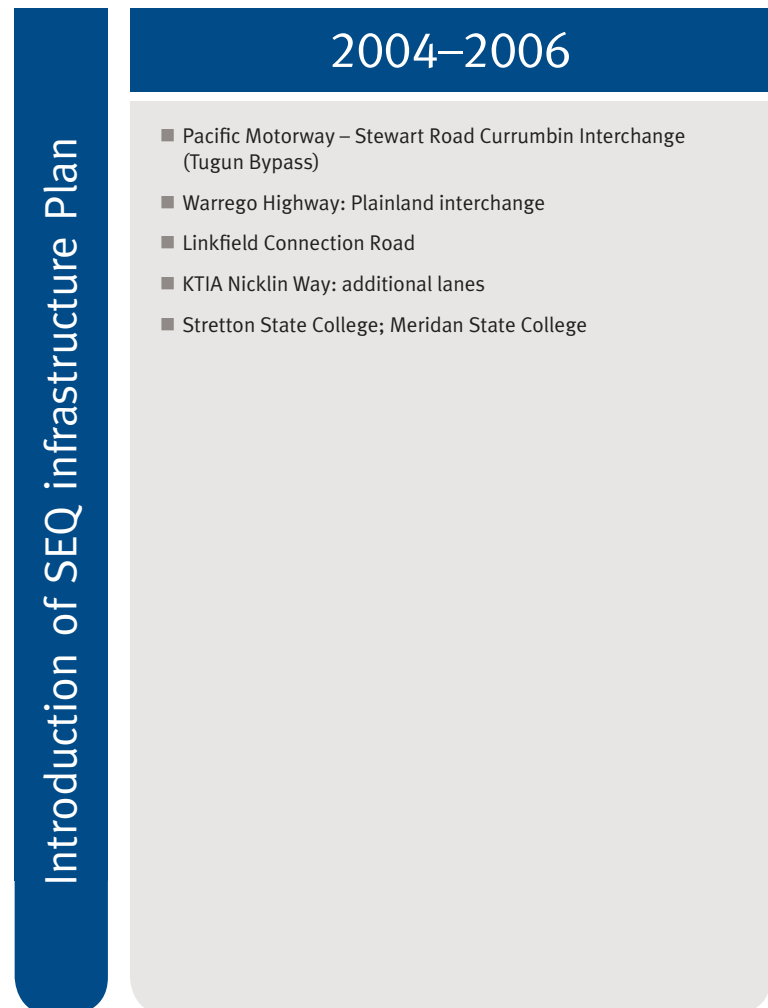 Introduction of SEQ infrastructure Plan
2004–2006
■ Pacific Motorway – Stewart Road Currumbin Interchange
(Tugun Bypass)
■ Warrego Highway: Plainland interchange
■ Linkfield Connection Road
■ KTIA Nicklin Way: additional lanes
■ Stretton State College; Meridan State College